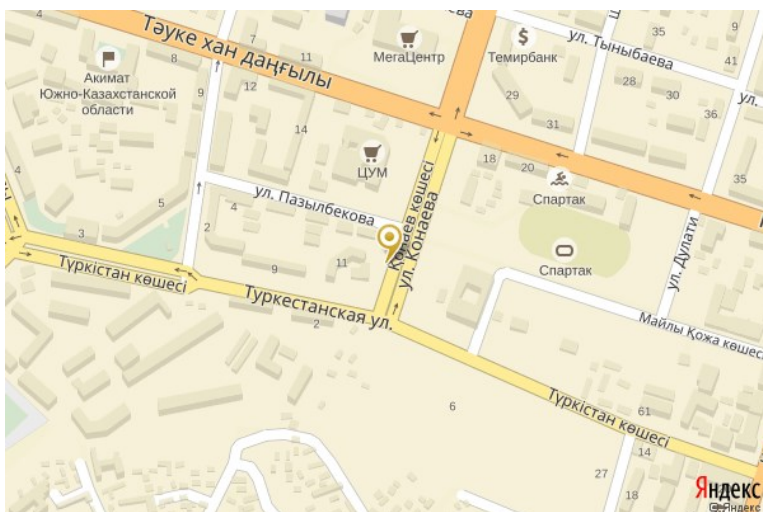 баева
ул. Тыныбаева
Тәуке хан даңғылы
МегаЦентр
$
Темирбанк
Акимат
Южно-Казахстанской
области
7
11
8
9
12
14
ЦУМ
35
9
41
28
30
29
31
36
ул.
18
20
Спартак
35
4
5
2
4
3
ул. Пазылбекова
Қонаев көшесі
ул. Конаева
Спартак
ул. Дулати
Түркістан көшесі
9
11
Туркестанская ул.
2
Майлы Қожа көшесі
6
Түркістан көшесі
61
14
27
18
Яндекс
© Яндекс